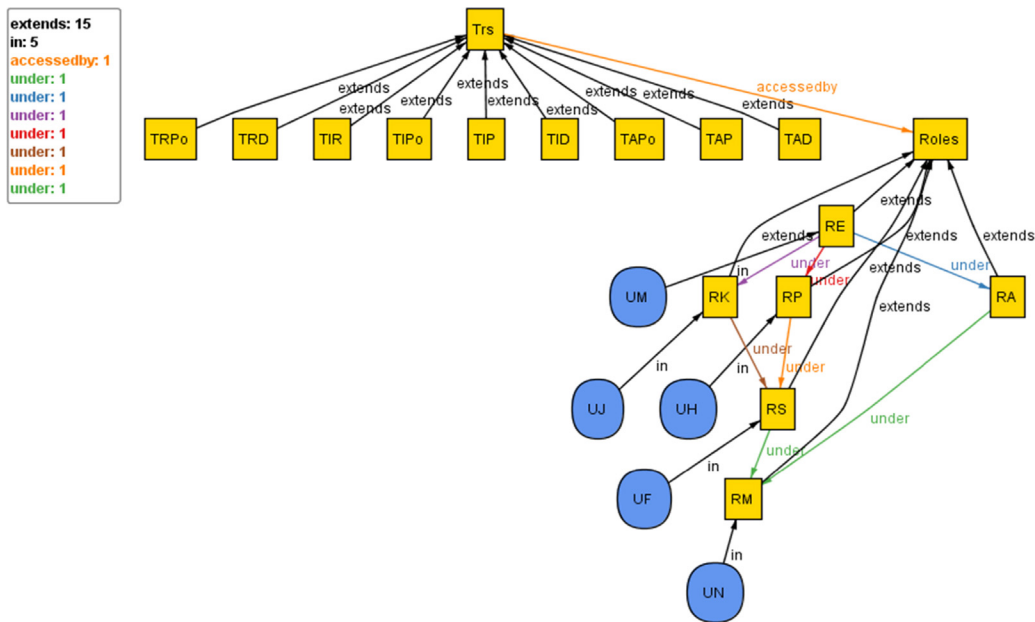 extends: 15
in: 5
accessedby: 1
under: 1
under: 1
under: 1
under: 1
under: 1
under: 1
under: 1
Trs
accessedby
extends
extends
extends
extends
extends
extends
extends
extends
extends
TRPo
TRD
TIR
TIPo
TIP
TID
TAPo
TAP
TAD
Roles
extends
RE
extends
extends
extends
in
under
under
extends
UM
RK
RP
under
RA
extends
in
under
in
under
UJ
UH
RS
under
under
in
UF
RM
in
UN